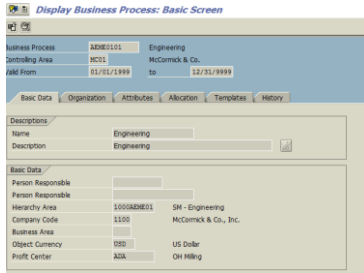 Display Business Process: Basic Screen
Business Process AEME0101 Engineering
Controlling Area MC01 McCormick & Co.
Valid From 01/01/1999 to 12/31/9999
Basic Data Organization Attributes Allocation Templates History
Descriptions
Name Engineering
Description Engineering
Basic Data
Person Responsible
Person Responsible
Hierarchy Area 1000AEME01 SM - Engineering
Company Code 1100 McCormick & Co., Inc.
Business Area
Object Currency USD US Dollar
Profit Center ADA OH Milling